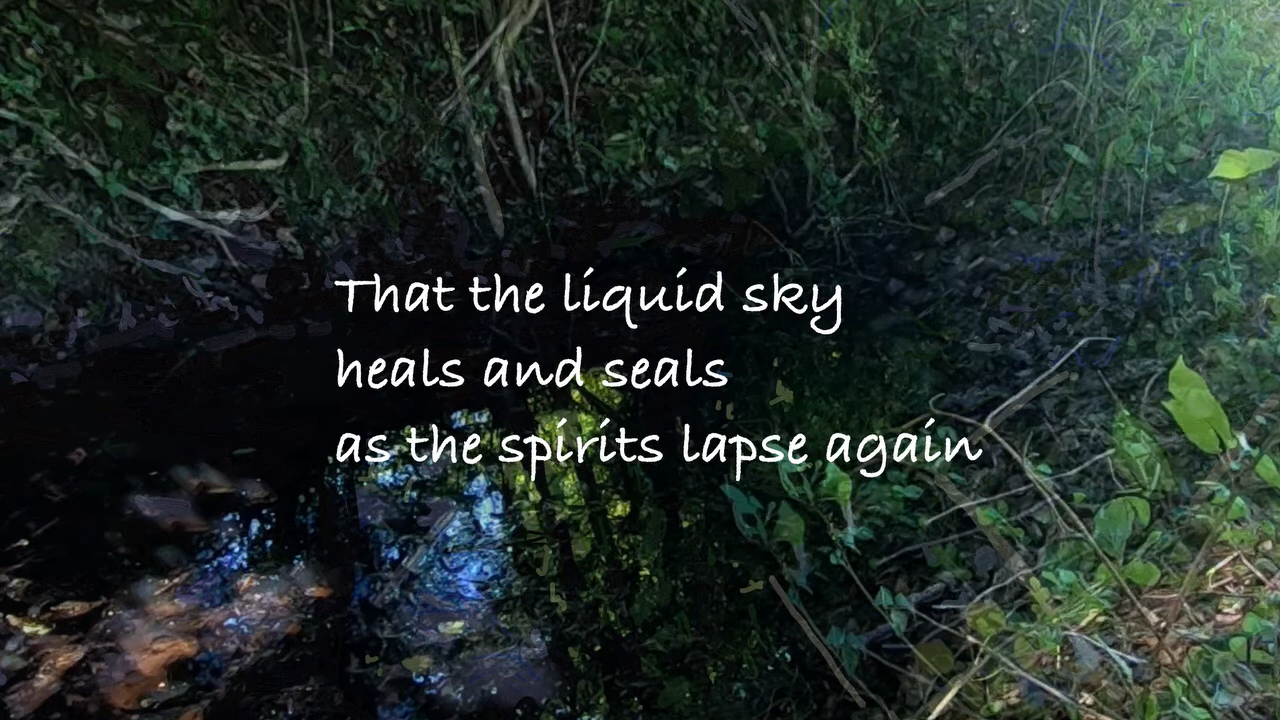 That the liquid sky
heals and seals
as the spirits lapse again